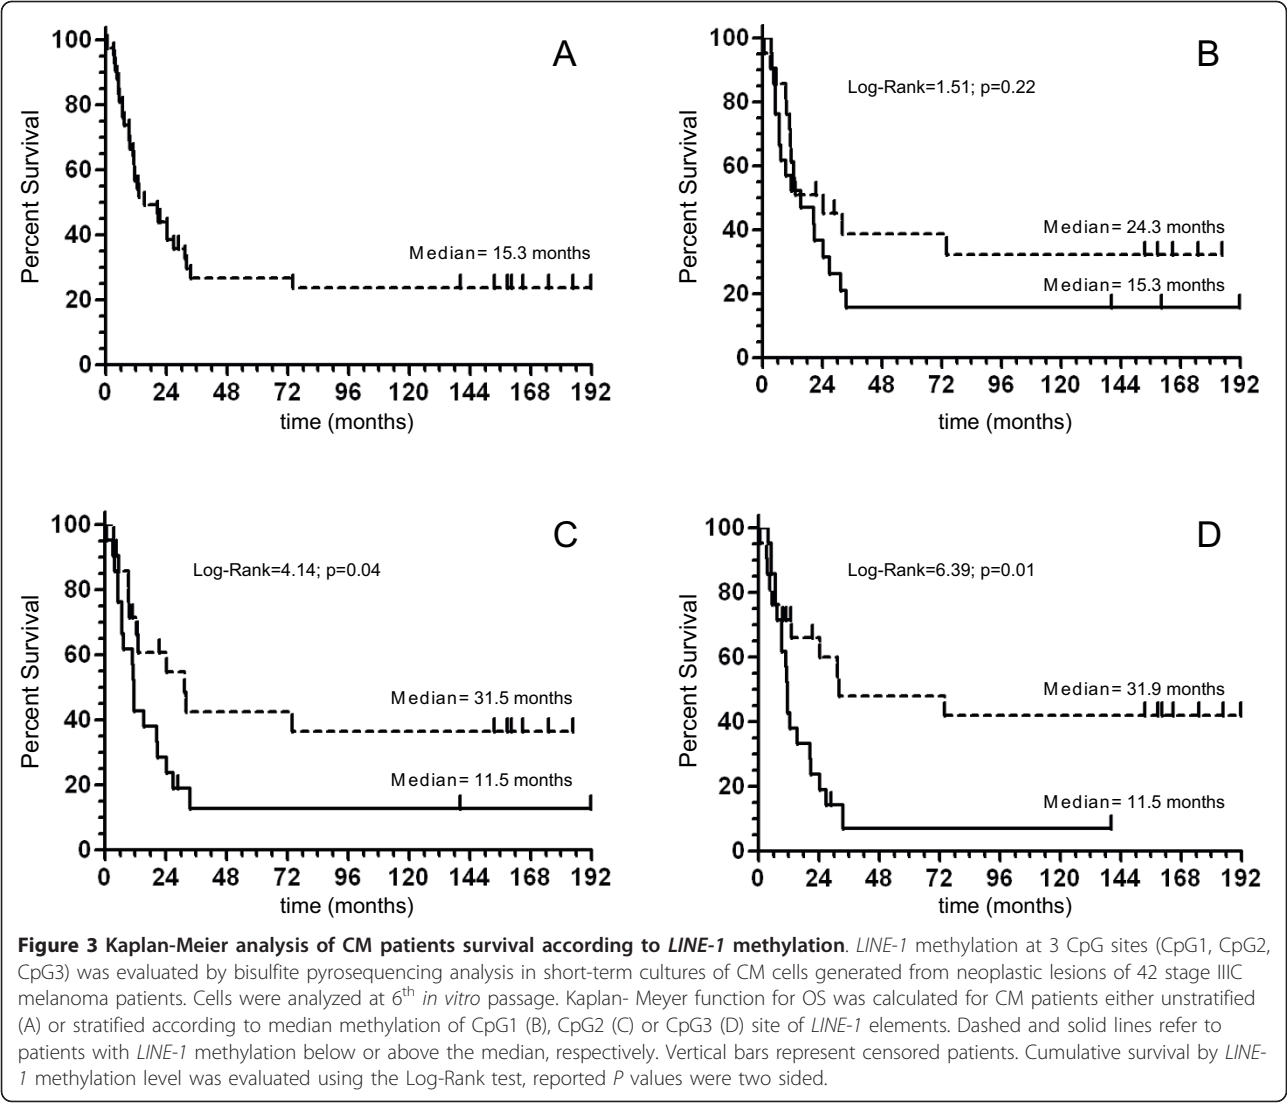 A
100
80
60
40
20
0
Percent Survival
Median= 15.3 months
0 24 48 72 96 120 144 168 192
time (months)
B
Log-Rank=1.51; p=0.22
100
80
60
40
20
0
Percent Survival
Median= 24.3 months
Median= 15.3 months
0 24 48 72 96 120 144 168 192
time (months)
C
Log-Rank=4.14; p=0.04
100
80
60
40
20
0
Percent Survival
Median= 31.5 months
Median= 11.5 months
0 24 48 72 96 120 144 168 192
time (months)
D
Log-Rank=6.39; p=0.01
100
80
60
40
20
0
Percent Survival
Median= 31.9 months
Median= 11.5 months
0 24 48 72 96 120 144 168 192
time (months)
Figure 3 Kaplan-Meier analysis of CM patients survival according to LINE-1 methylation. LINE-1 methylation at 3 CpG sites (CpG1, CpG2,
CpG3) was evaluated by bisulfite pyrosequencing analysis in short-term cultures of CM cells generated from neoplastic lesions of 42 stage IIIC
melanoma patients. Cells were analyzed at 6th in vitro passage. Kaplan- Meyer function for OS was calculated for CM patients either unstratified
(A) or stratified according to median methylation of CpG1 (B), CpG2 (C) or CpG3 (D) site of LINE-1 elements. Dashed and solid lines refer to
patients with LINE-1 methylation below or above the median, respectively. Vertical bars represent censored patients. Cumulative survival by LINE-
1 methylation level was evaluated using the Log-Rank test, reported P values were two sided.